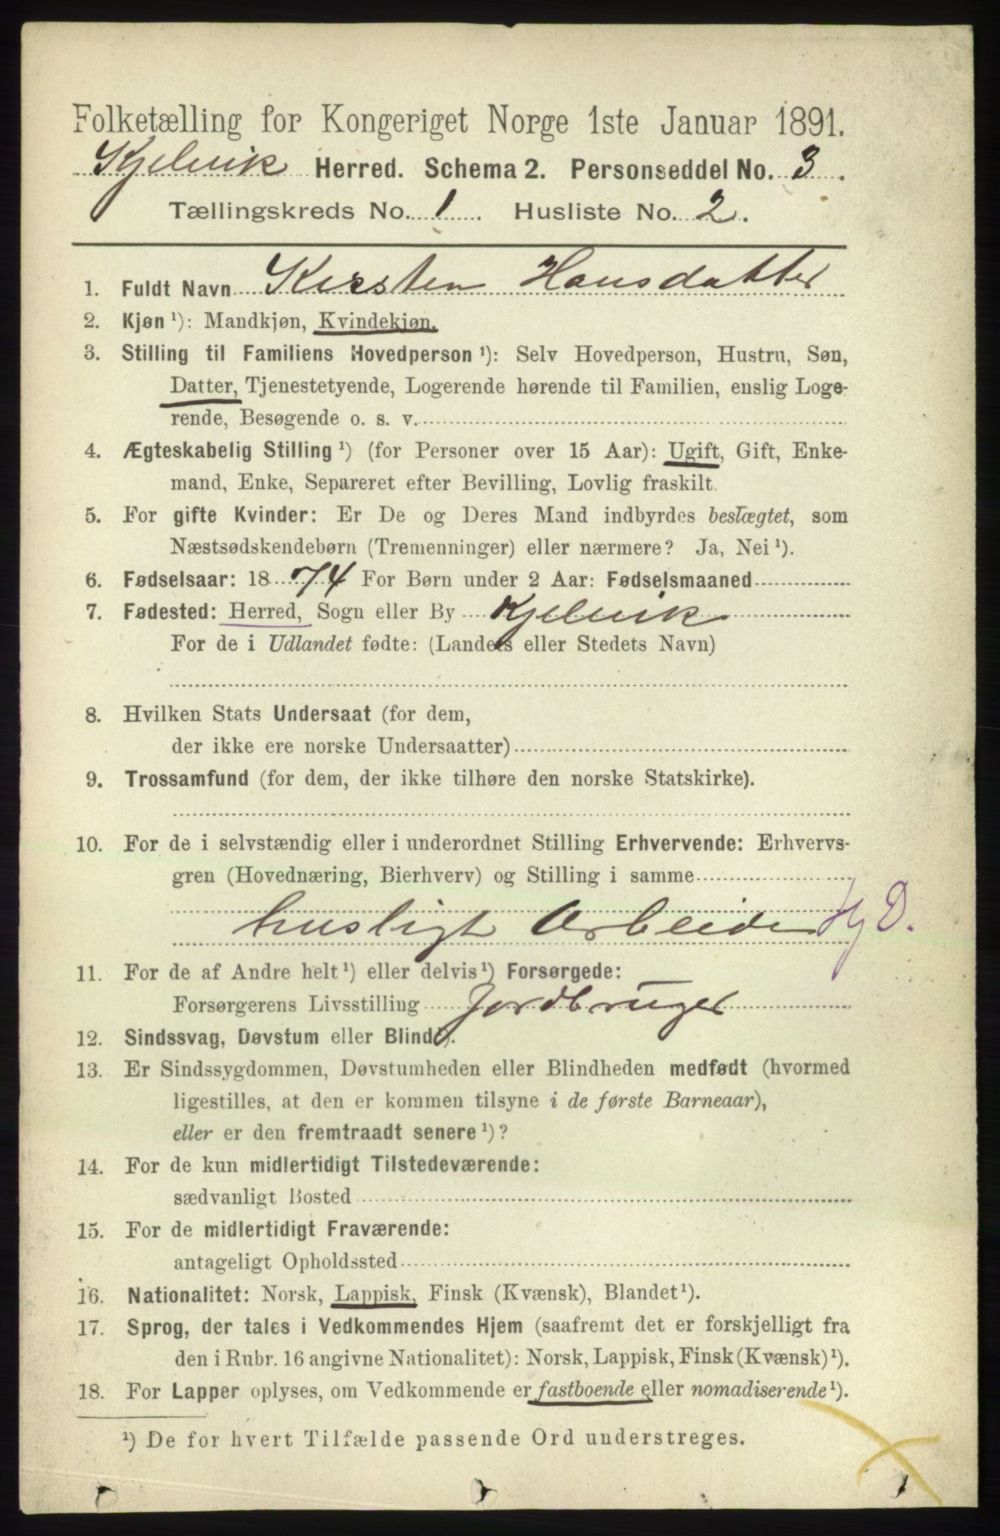 Folketælling for Kongeriget Norge 1ste Januar 1891.
Kjelvik Herred. Schema 2. Personseddel No. 3.
Tællingskreds No. 1. Husliste No. 2.
1. Fuldt Navn Kirsten Hansdatter
2. Kjøn ¹): Mandkjøn, Kvindekjøn.
3. Stilling til Familiens Hovedperson ¹): Selv Hovedperson, Hustru, Søn,
Datter, Tjenestetyende, Logerende hørende til Familien, enslig Loge-
rende, Besøgende o. s. v.
4. Ægteskabelig Stilling ¹) (for Personer over 15 Aar): Ugift, Gift, Enke-
mand, Enke, Separeret efter Bevilling, Lovlig fraskilt.
5. For gifte Kvinder: Er De og Deres Mand indbyrdes beslægtet, som
Næstsødskendebørn (Tremenninger) eller nærmere? Ja, Nei ¹).
6. Fødselsaar: 1874 For Børn under 2 Aar: Fødselsmaaned
7. Fødested: Herred, Sogn eller By Kjelvik
For de i Udlandet fødte: (Landets eller Stedets Navn)
8. Hvilken Stats Undersaat (for dem,
der ikke ere norske Undersaatter)
9. Trossamfund (for dem, der ikke tilhøre den norske Statskirke).
10. For de i selvstændig eller i underordnet Stilling Erhvervende: Erhvervs-
gren (Hovednæring, Bierhverv) og Stilling i samme
husligt Arbeide Hj D.
11. For de af Andre helt ¹) eller delvis ¹) Forsørgede:
Forsørgerens Livsstilling Jordbruger
12. Sindssvag, Døvstum eller Blind.
13. Er Sindssygdommen, Døvstumheden eller Blindheden medfødt (hvormed
ligestilles, at den er kommen tilsyne i de første Barneaar),
eller er den fremtraadt senere ¹)?
14. For de kun midlertidigt Tilstedeværende:
sædvanligt Bosted
15. For de midlertidigt Fraværende:
antageligt Opholdssted
16. Nationalitet: Norsk, Lappisk, Finsk (Kvænsk), Blandet ¹).
17. Sprog, der tales i Vedkommendes Hjem (saafremt det er forskjelligt fra
den i Rubr. 16 angivne Nationalitet): Norsk, Lappisk, Finsk (Kvænsk) ¹).
18. For Lapper oplyses, om Vedkommende er fastboende eller nomadiserende ¹).
¹) De for hvert Tilfælde passende Ord understreges.